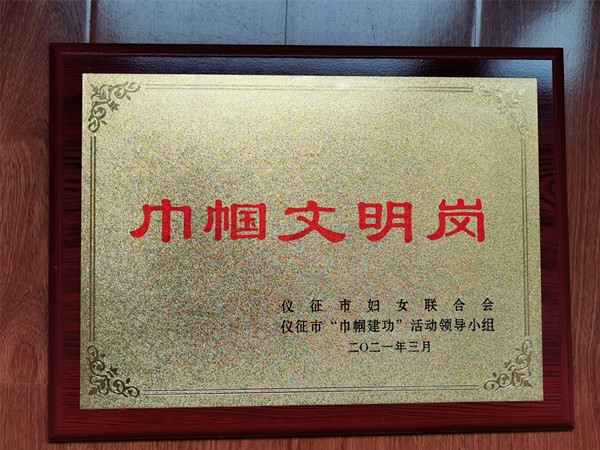 巾帼文明岗
仪征市妇女联合会
仪征市“巾帼建功”活动领导小组
二〇二一年三月